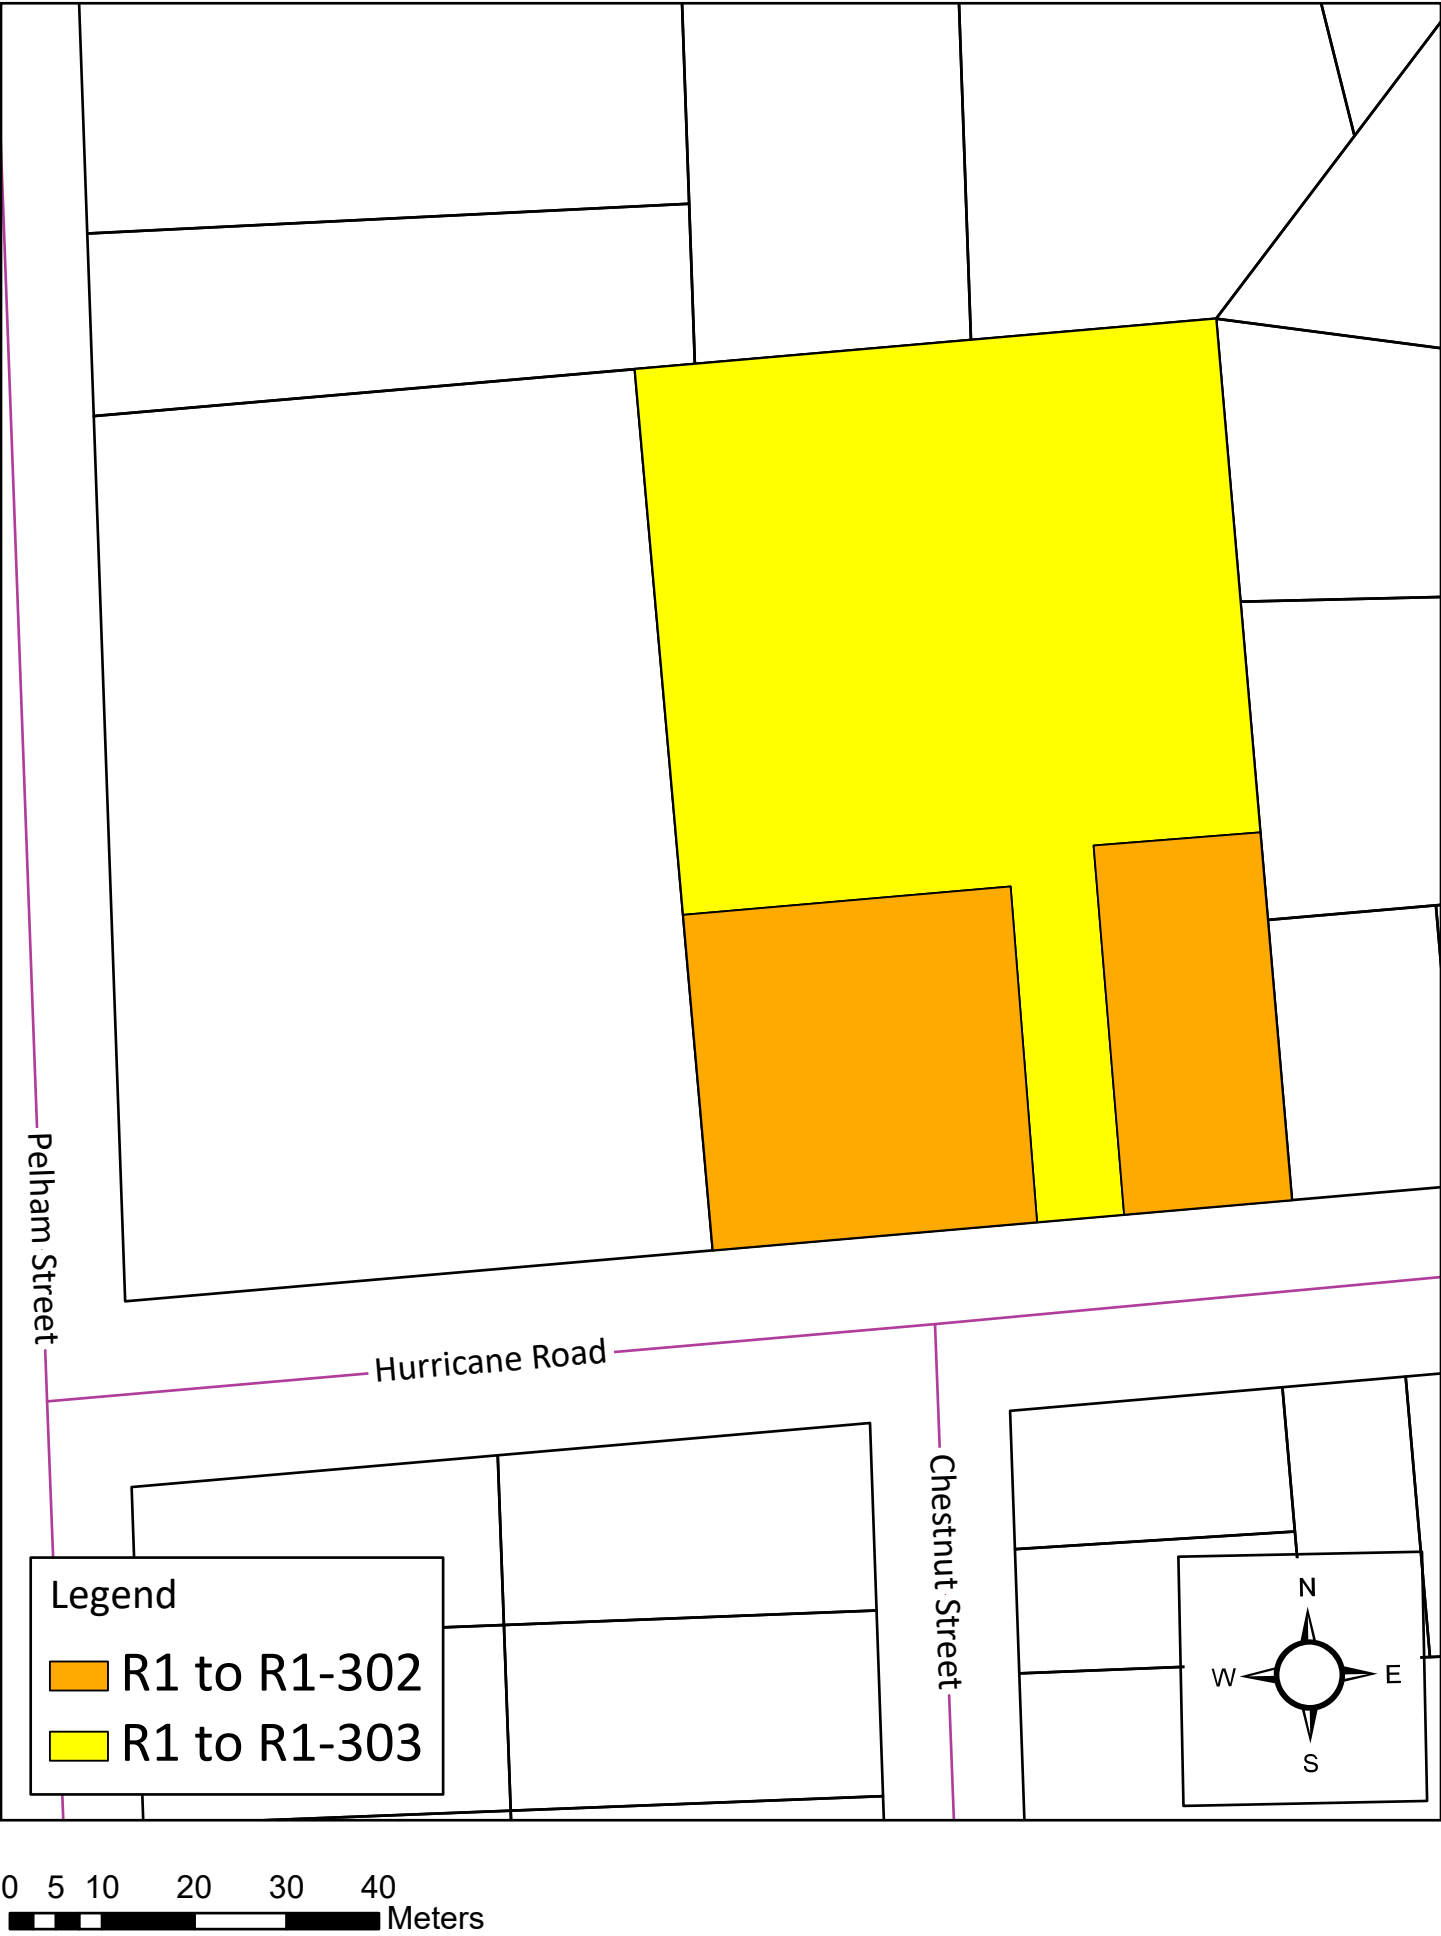 Pelham Street
Hurricane Road
Chestnut Street
Legend
R1 to R1-302
R1 to R1-303
N
W E
S
0 5 10 20 30 40
Meters